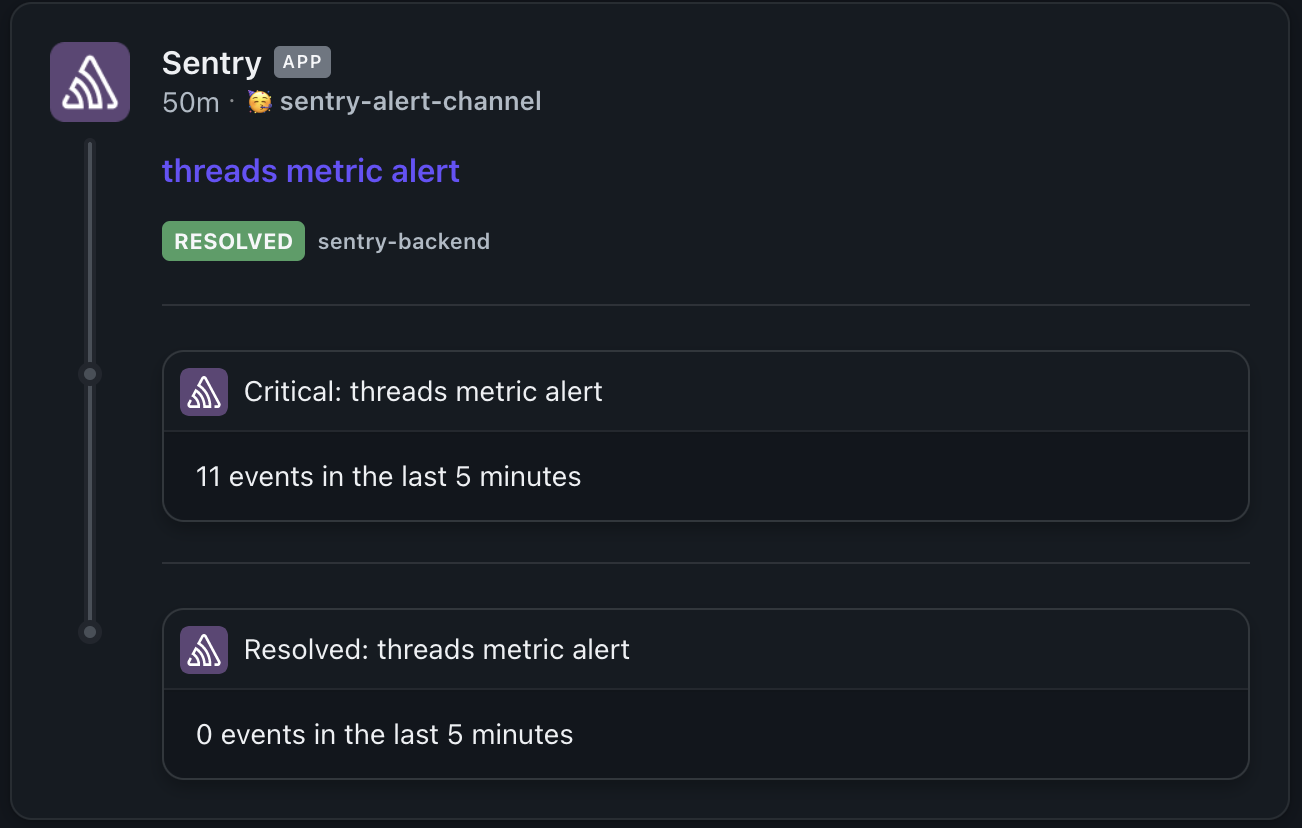 Sentry APP
50m · 🥳 sentry-alert-channel
threads metric alert
RESOLVED sentry-backend
Critical: threads metric alert
11 events in the last 5 minutes
Resolved: threads metric alert
0 events in the last 5 minutes